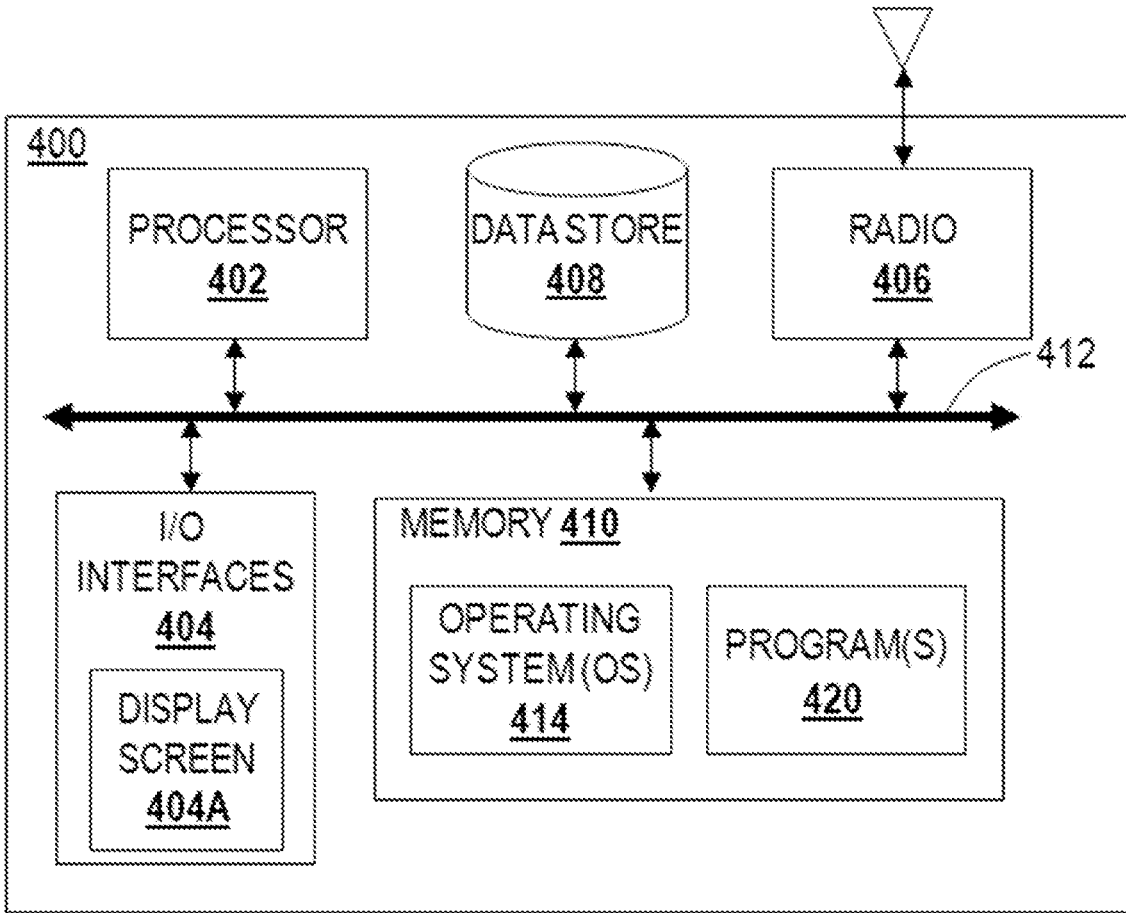 400
PROCESSOR
402
DATA STORE
408
RADIO
406
412
I/O
INTERFACES
404
DISPLAY
SCREEN
404A
MEMORY 410
OPERATING
SYSTEM (OS)
414
PROGRAM(S)
420